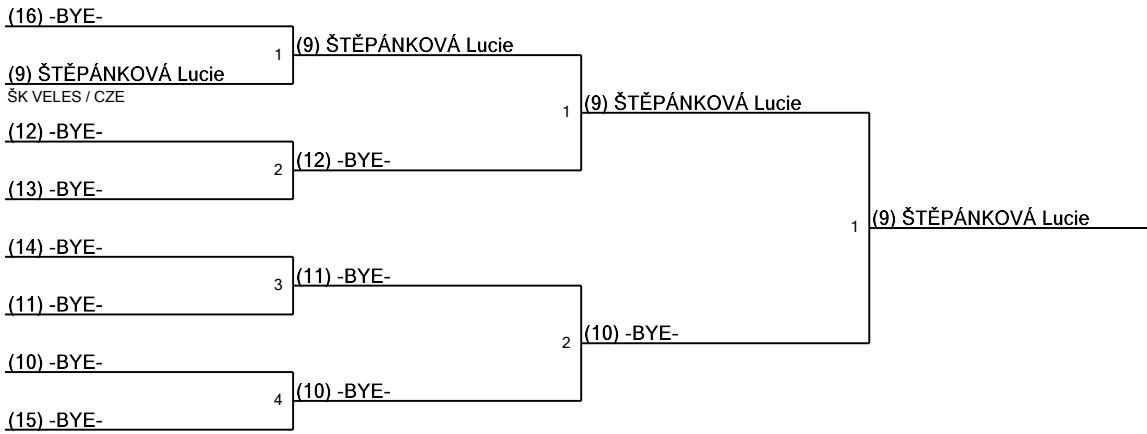 (16) -BYE-
1
(9) ŠTĚPÁNKOVÁ Lucie
(9) ŠTĚPÁNKOVÁ Lucie
ŠK VELES / CZE
1
(9) ŠTĚPÁNKOVÁ Lucie
(12) -BYE-
2
(12) -BYE-
(13) -BYE-
1
(9) ŠTĚPÁNKOVÁ Lucie
(14) -BYE-
3
(11) -BYE-
(11) -BYE-
2
(10) -BYE-
(10) -BYE-
4
(10) -BYE-
(15) -BYE-